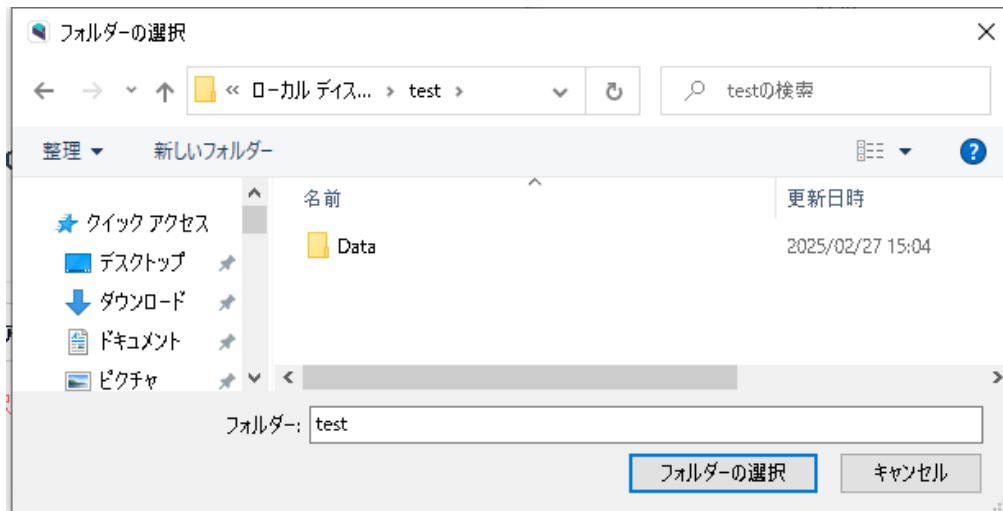 フォルダーの選択
« ローカル ディス... › test ›
testの検索
整理
新しいフォルダー
?
名前
更新日時
クイック アクセス
デスクトップ
ダウンロード
ドキュメント
ピクチャ
Data
2025/02/27 15:04
フォルダー: test
フォルダーの選択
キャンセル